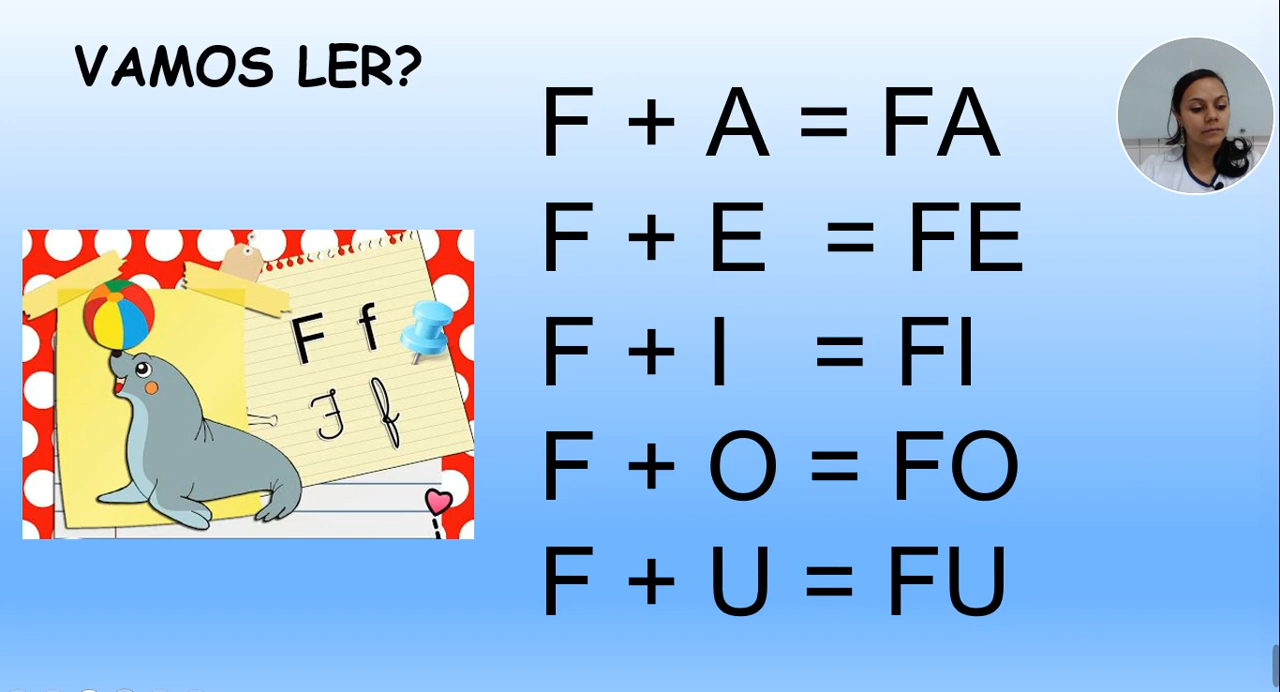 VAMOS LER?
F + A = FA
F + E = FE
F + I = FI
F + O = FO
F + U = FU
F f
F f